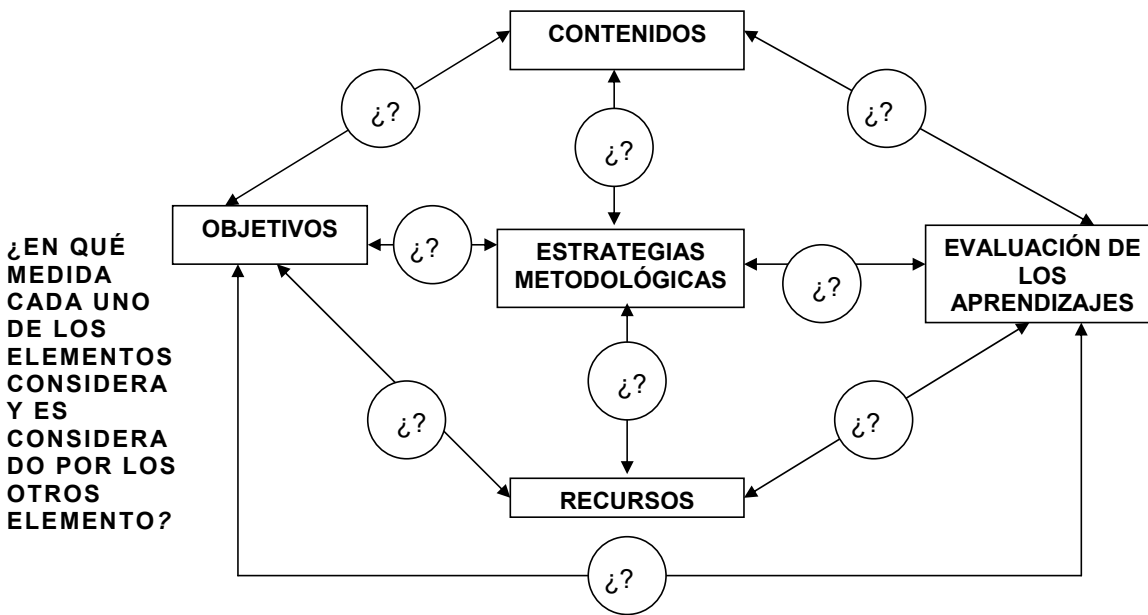 CONTENIDOS
¿?
¿?
¿?
OBJETIVOS
¿?
ESTRATEGIAS
METODOLÓGICAS
¿?
EVALUACIÓN DE
LOS
APRENDIZAJES
¿EN QUÉ
MEDIDA
CADA UNO
DE LOS
ELEMENTOS
CONSIDERA
Y ES
CONSIDERA
DO POR LOS
OTROS
ELEMENTO?
¿?
¿?
¿?
RECURSOS
¿?